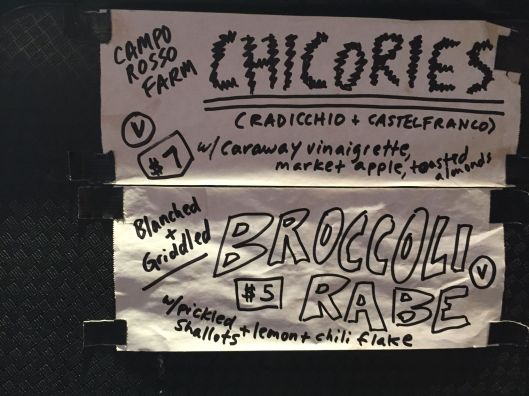 CAMPO
ROSSO
FARM
CHICORIES
(RADICCHIO + CASTELFRANCO)
V
$7
w/ caraway vinaigrette,
market apple, toasted
almonds
Blanched
+
Griddled
BROCCOLI
RABE
V
$5
w/pickled
shallots + lemon + chili flake